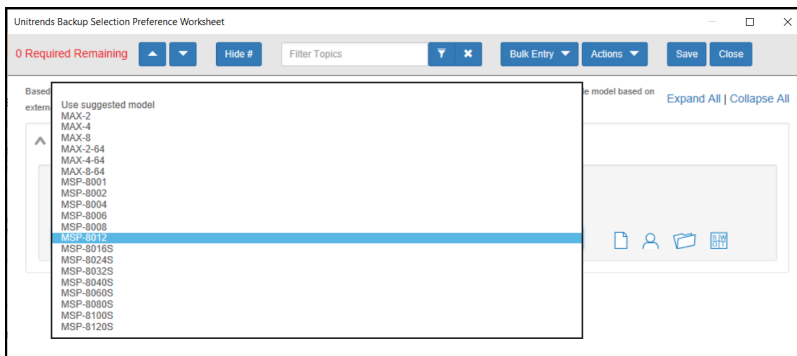 Unitrends Backup Selection Preference Worksheet
0 Required Remaining Hide # Filter Topics Bulk Entry Actions Save Close
Based e model based on
extern Expand All | Collapse All
Use suggested model
MAX-2
MAX-4
MAX-8
MAX-2-64
MAX-4-64
MAX-8-64
MSP-8001
MSP-8002
MSP-8004
MSP-8006
MSP-8008
MSP-8012
MSP-8016S
MSP-8024S
MSP-8032S
MSP-8040S
MSP-8060S
MSP-8080S
MSP-8100S
MSP-8120S